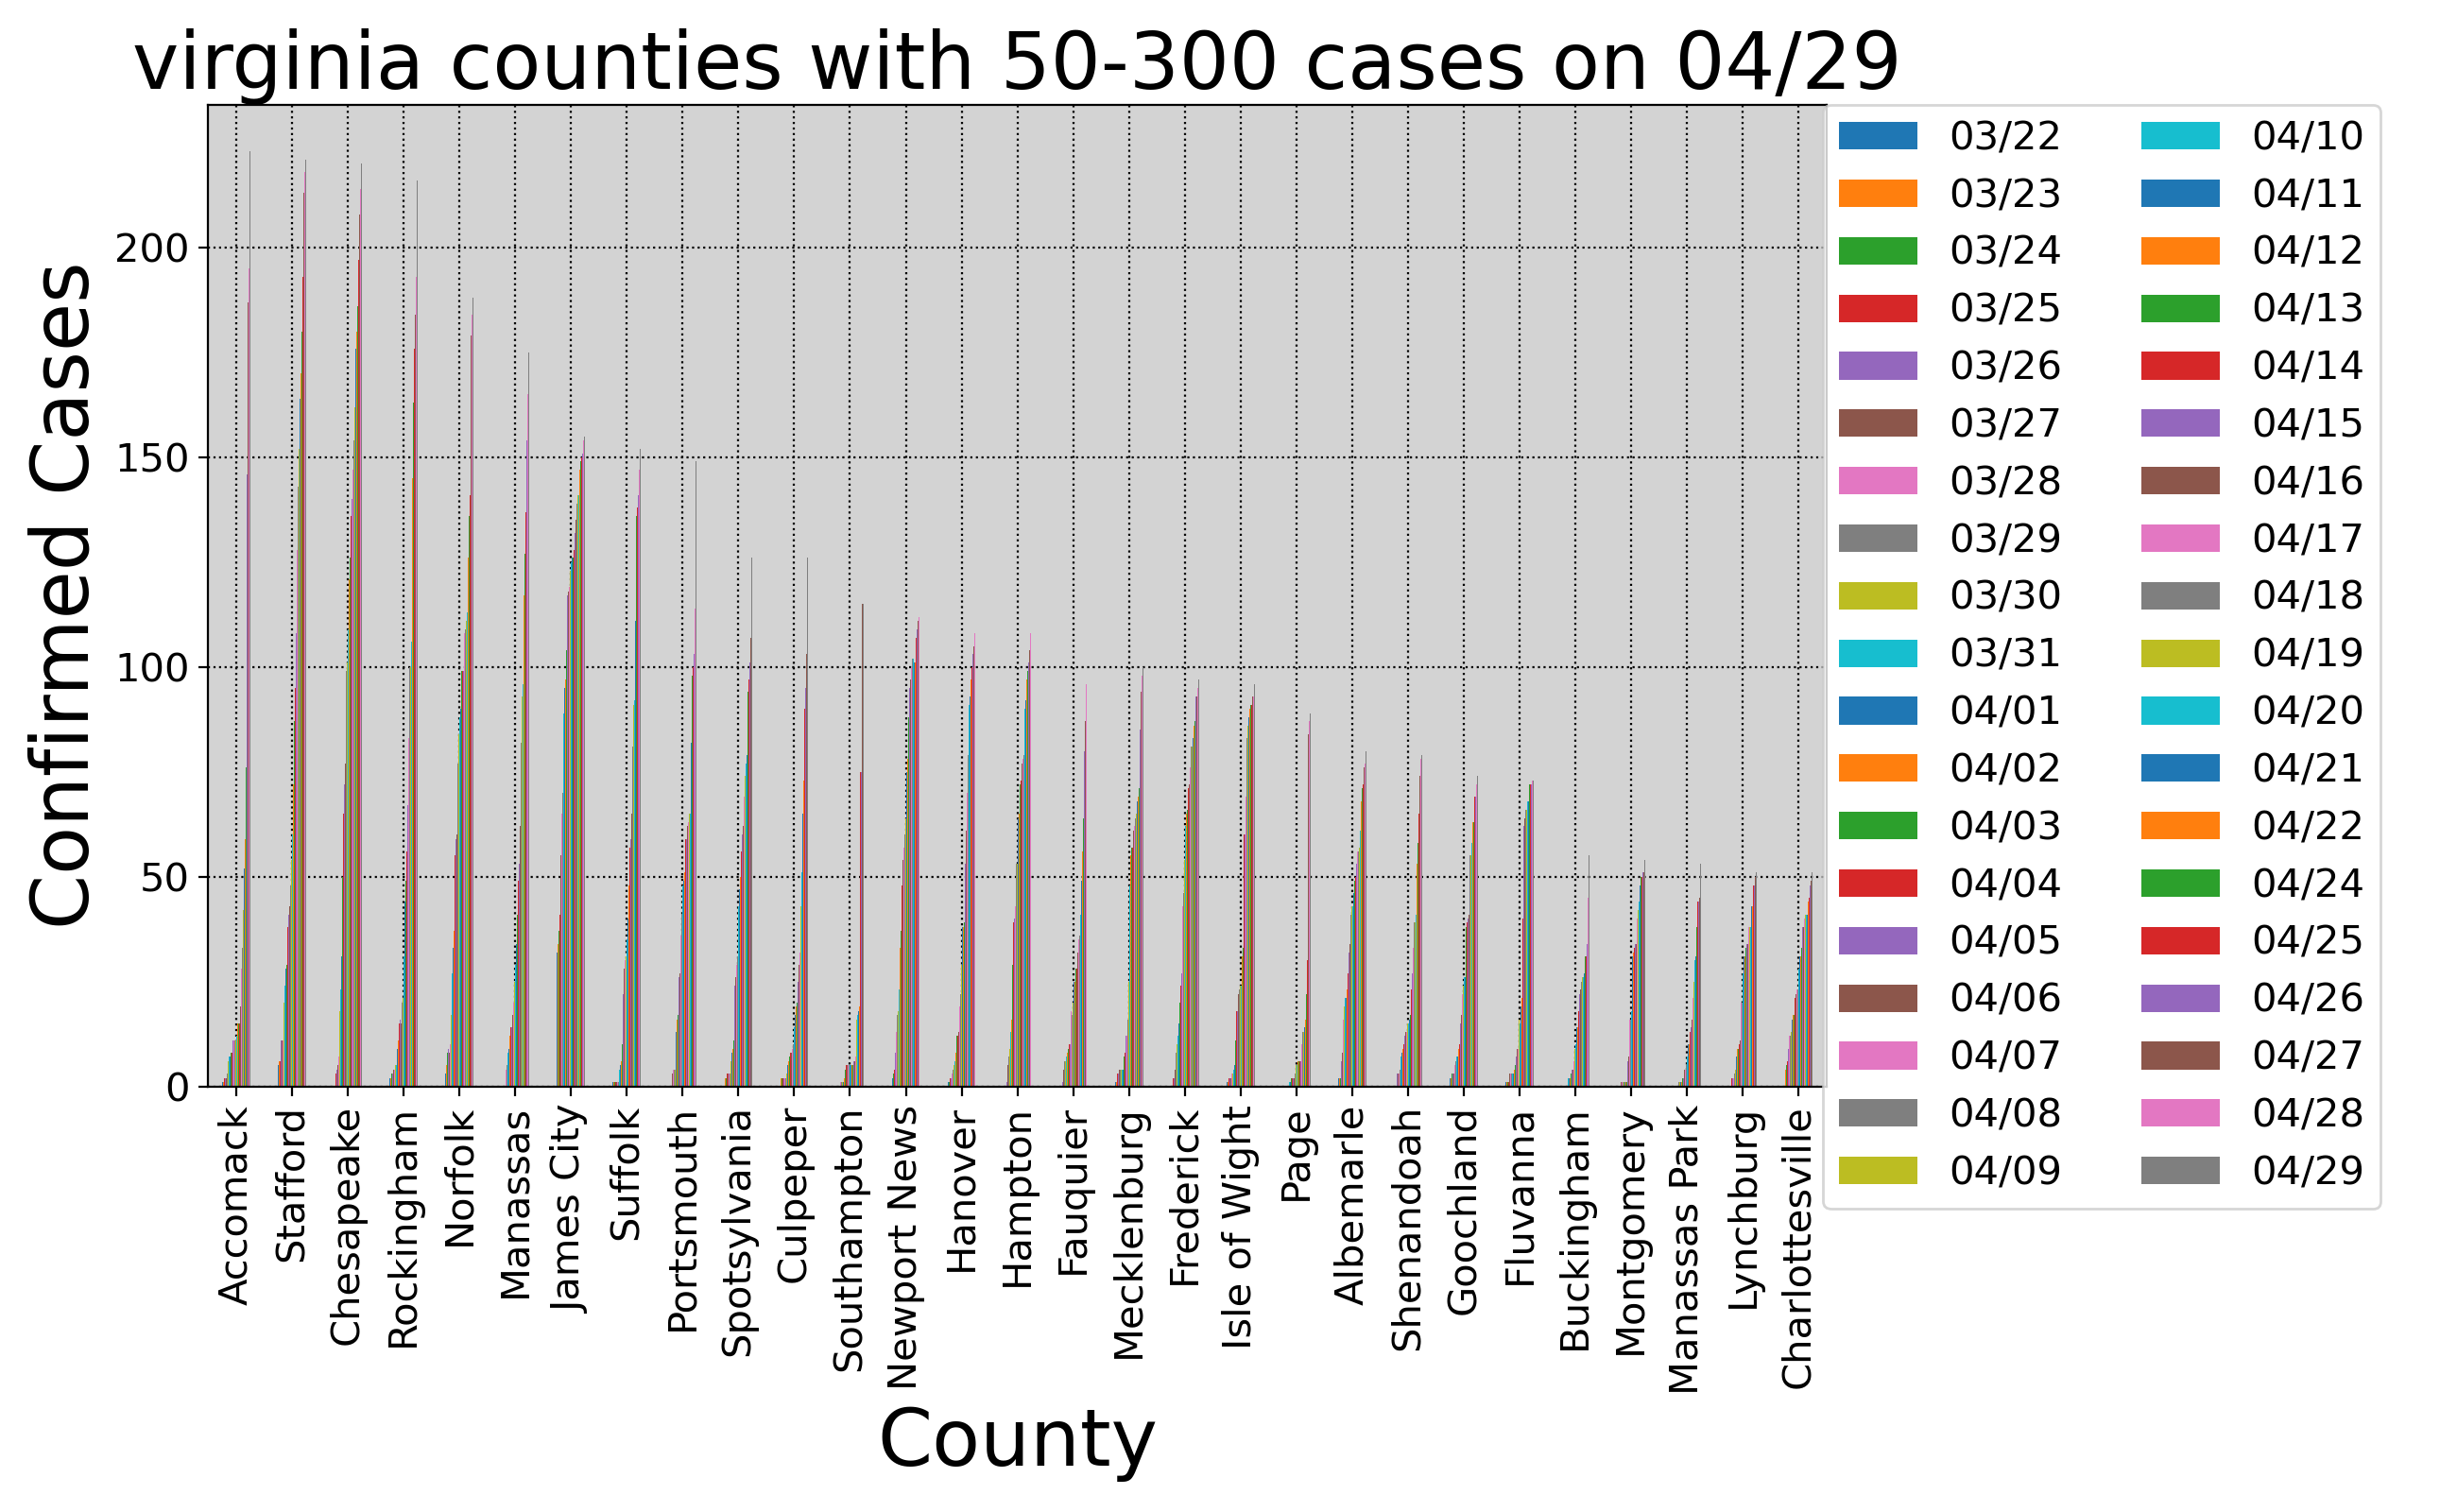 virginia counties with 50-300 cases on 04/29
Confirmed Cases
200
150
100
50
0
Accomack
Stafford
Chesapeake
Rockingham
Norfolk
Manassas
James City
Suffolk
Portsmouth
Spotsylvania
Culpeper
Southampton
Newport News
Hanover
Hampton
Fauquier
Mecklenburg
Frederick
Isle of Wight
Page
Albemarle
Shenandoah
Goochland
Fluvanna
Buckingham
Montgomery
Manassas Park
Lynchburg
Charlottesville
County
03/22
03/23
03/24
03/25
03/26
03/27
03/28
03/29
03/30
03/31
04/01
04/02
04/03
04/04
04/05
04/06
04/07
04/08
04/09
04/10
04/11
04/12
04/13
04/14
04/15
04/16
04/17
04/18
04/19
04/20
04/21
04/22
04/24
04/25
04/26
04/27
04/28
04/29